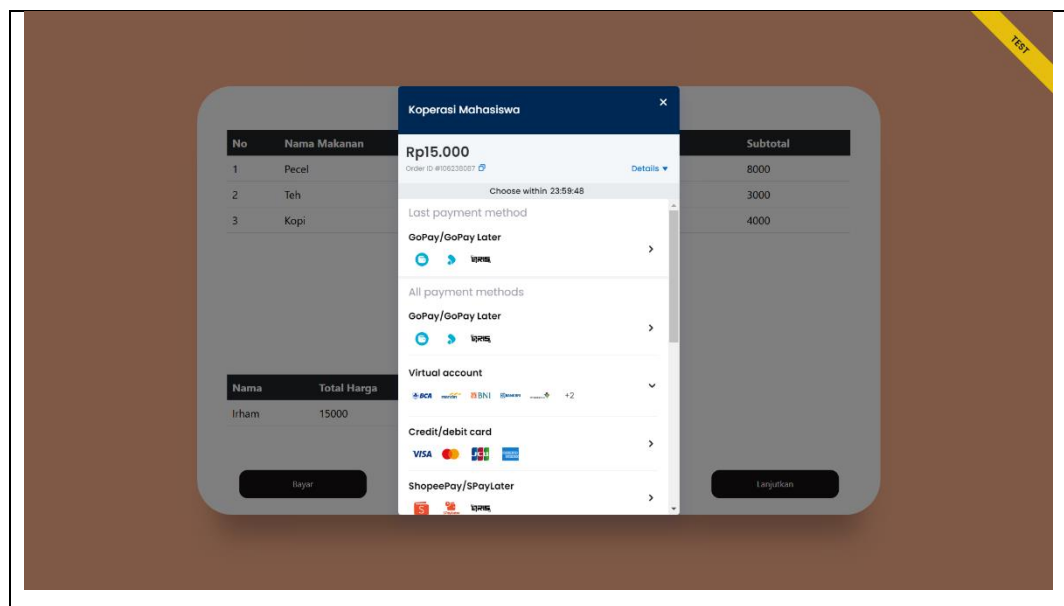 TEST
Koperasi Mahasiswa ×
Rp15.000
Order ID #106238087
Details ▼
Choose within 23:59:48
No Nama Makanan Subtotal
1 Pecel 8000
2 Teh 3000
3 Kopi 4000
Last payment method
GoPay/GoPay Later
QRIS
All payment methods
GoPay/GoPay Later
QRIS
Virtual account
BCA BNI +2
Credit/debit card
VISA JCB
ShopeePay/SPayLater
S QRIS
Nama Total Harga
Irham 15000
Bayar
Lanjutkan